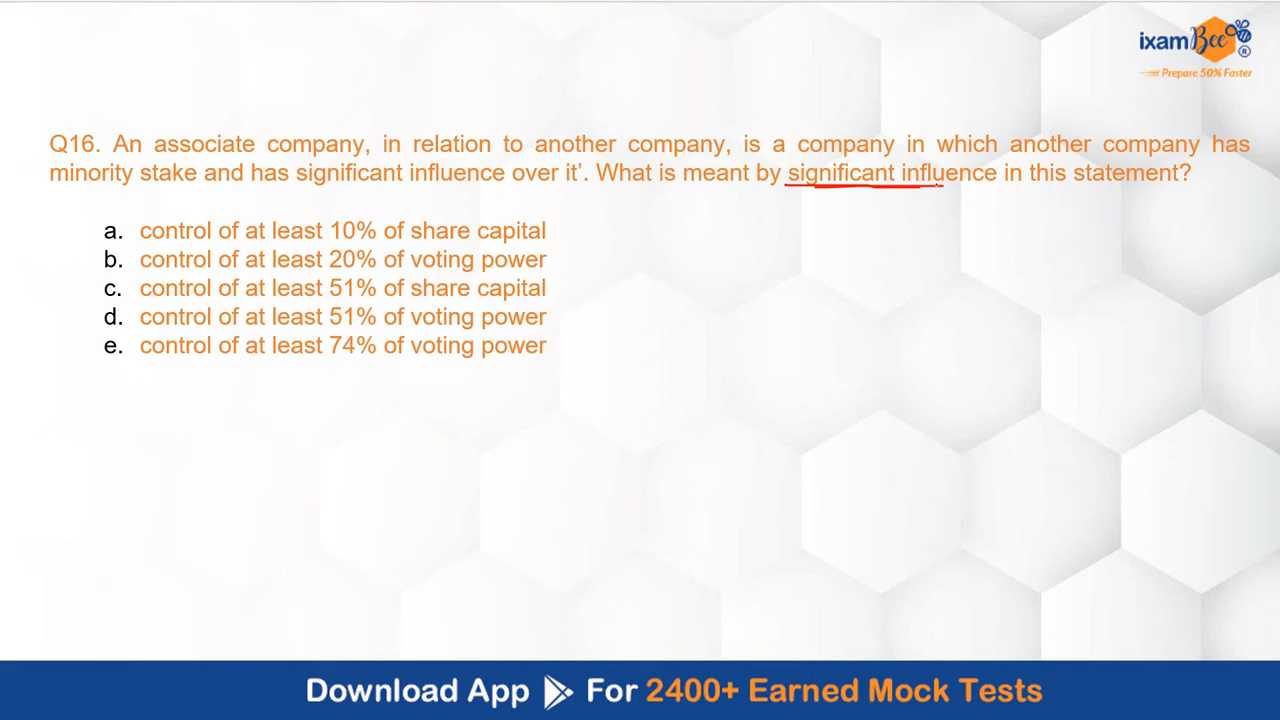 ixamBee®
Prepare 50% Faster
Q16. An associate company, in relation to another company, is a company in which another company has
minority stake and has significant influence over it’. What is meant by significant influence in this statement?
a. control of at least 10% of share capital
b. control of at least 20% of voting power
c. control of at least 51% of share capital
d. control of at least 51% of voting power
e. control of at least 74% of voting power
Download App For 2400+ Earned Mock Tests